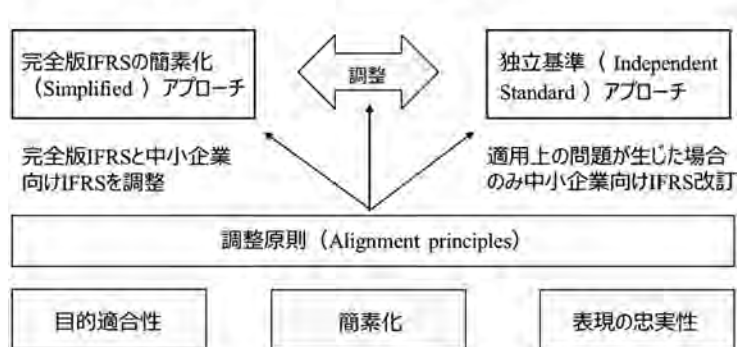 完全版IFRSの簡素化
（Simplified ）アプローチ
調整
独立基準（ Independent
Standard ）アプローチ
完全版IFRSと中小企業
向けIFRSを調整
適用上の問題が生じた場合
のみ中小企業向けIFRS改訂
調整原則（Alignment principles）
目的適合性
簡素化
表現の忠実性